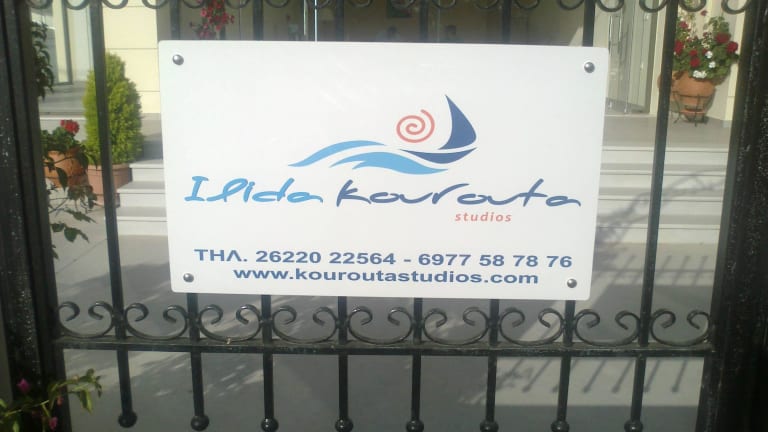 Ilida Kourouta
studios
ΤΗΛ. 26220 22564 - 6977 58 78 76
www.kouroutastudios.com